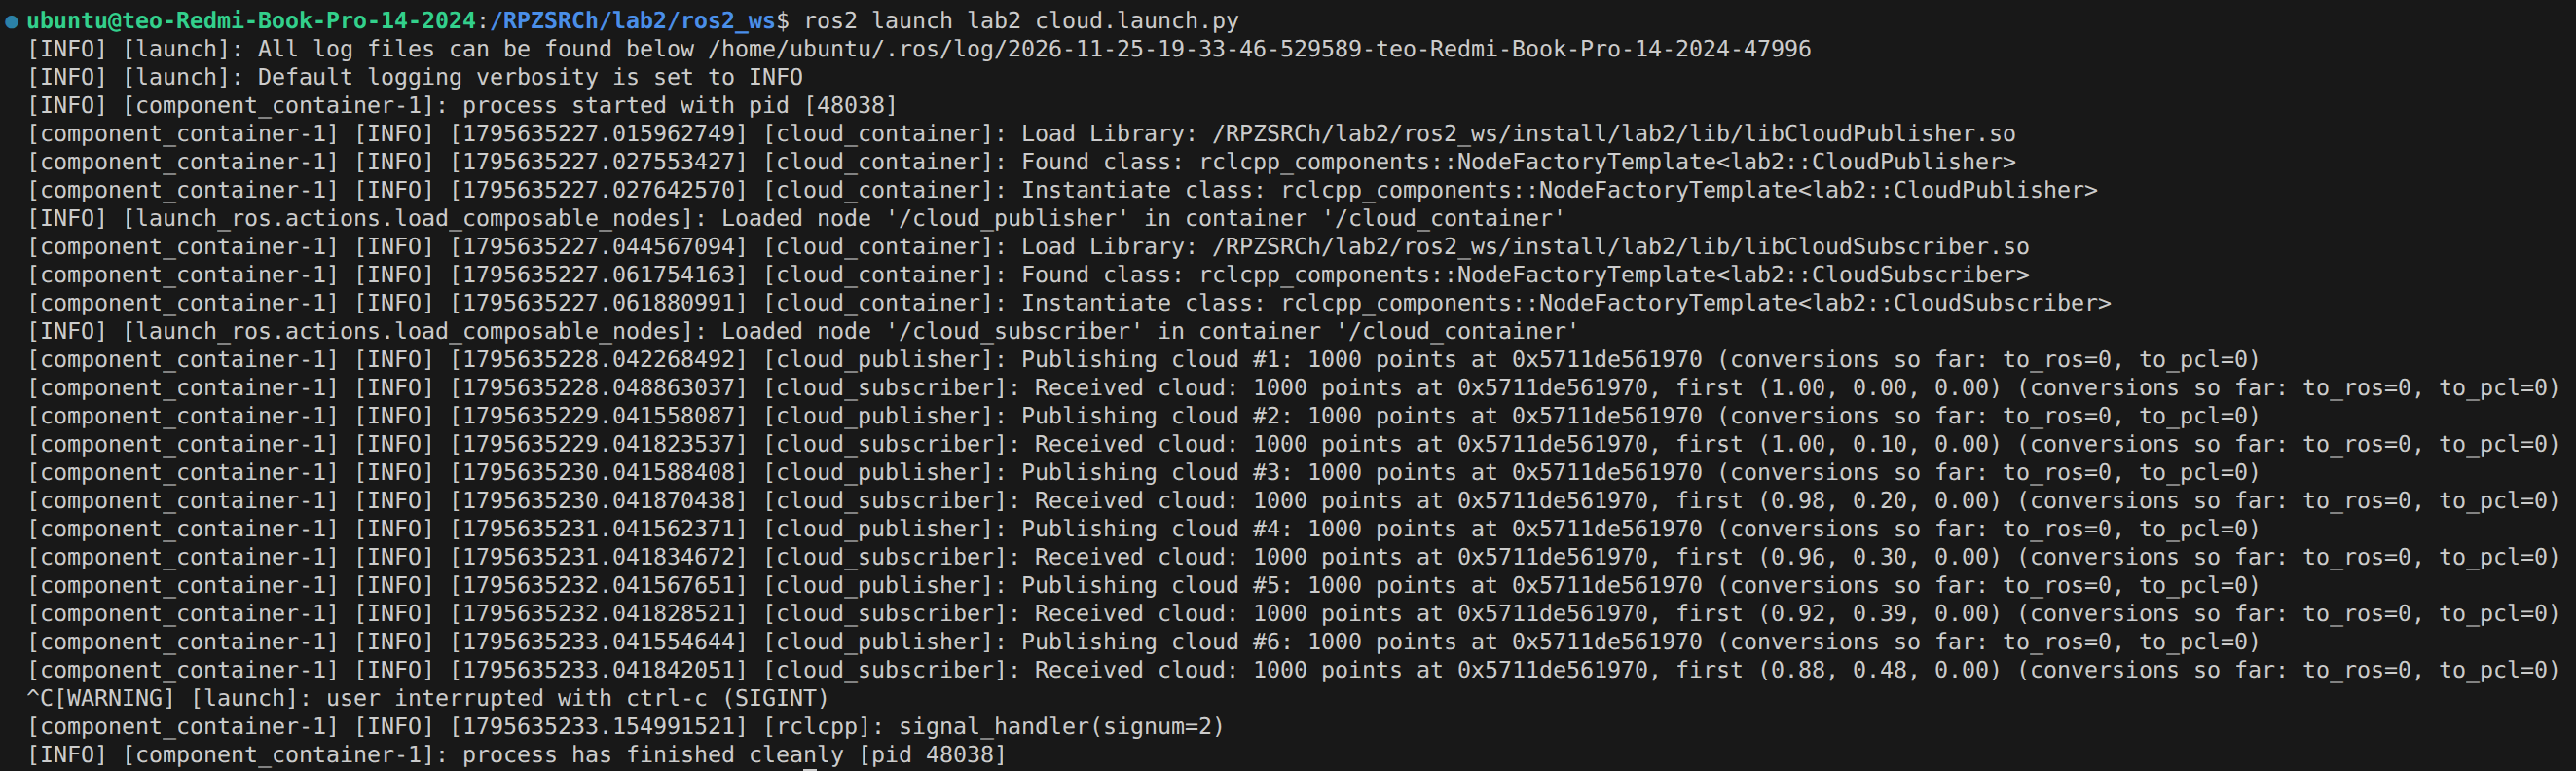 ubuntu@teo-Redmi-Book-Pro-14-2024:/RPZSRCh/lab2/ros2_ws$ ros2 launch lab2 cloud.launch.py
[INFO] [launch]: All log files can be found below /home/ubuntu/.ros/log/2026-11-25-19-33-46-529589-teo-Redmi-Book-Pro-14-2024-47996
[INFO] [launch]: Default logging verbosity is set to INFO
[INFO] [component_container-1]: process started with pid [48038]
[component_container-1] [INFO] [1795635227.015962749] [cloud_container]: Load Library: /RPZSRCh/lab2/ros2_ws/install/lab2/lib/libCloudPublisher.so
[component_container-1] [INFO] [1795635227.027553427] [cloud_container]: Found class: rclcpp_components::NodeFactoryTemplate<lab2::CloudPublisher>
[component_container-1] [INFO] [1795635227.027642570] [cloud_container]: Instantiate class: rclcpp_components::NodeFactoryTemplate<lab2::CloudPublisher>
[INFO] [launch_ros.actions.load_composable_nodes]: Loaded node '/cloud_publisher' in container '/cloud_container'
[component_container-1] [INFO] [1795635227.044567094] [cloud_container]: Load Library: /RPZSRCh/lab2/ros2_ws/install/lab2/lib/libCloudSubscriber.so
[component_container-1] [INFO] [1795635227.061754163] [cloud_container]: Found class: rclcpp_components::NodeFactoryTemplate<lab2::CloudSubscriber>
[component_container-1] [INFO] [1795635227.061880991] [cloud_container]: Instantiate class: rclcpp_components::NodeFactoryTemplate<lab2::CloudSubscriber>
[INFO] [launch_ros.actions.load_composable_nodes]: Loaded node '/cloud_subscriber' in container '/cloud_container'
[component_container-1] [INFO] [1795635228.042268492] [cloud_publisher]: Publishing cloud #1: 1000 points at 0x5711de561970 (conversions so far: to_ros=0, to_pcl=0)
[component_container-1] [INFO] [1795635228.048863037] [cloud_subscriber]: Received cloud: 1000 points at 0x5711de561970, first (1.00, 0.00, 0.00) (conversions so far: to_ros=0, to_pcl=0)
[component_container-1] [INFO] [1795635229.041558087] [cloud_publisher]: Publishing cloud #2: 1000 points at 0x5711de561970 (conversions so far: to_ros=0, to_pcl=0)
[component_container-1] [INFO] [1795635229.041823537] [cloud_subscriber]: Received cloud: 1000 points at 0x5711de561970, first (1.00, 0.10, 0.00) (conversions so far: to_ros=0, to_pcl=0)
[component_container-1] [INFO] [1795635230.041588408] [cloud_publisher]: Publishing cloud #3: 1000 points at 0x5711de561970 (conversions so far: to_ros=0, to_pcl=0)
[component_container-1] [INFO] [1795635230.041870438] [cloud_subscriber]: Received cloud: 1000 points at 0x5711de561970, first (0.98, 0.20, 0.00) (conversions so far: to_ros=0, to_pcl=0)
[component_container-1] [INFO] [1795635231.041562371] [cloud_publisher]: Publishing cloud #4: 1000 points at 0x5711de561970 (conversions so far: to_ros=0, to_pcl=0)
[component_container-1] [INFO] [1795635231.041834672] [cloud_subscriber]: Received cloud: 1000 points at 0x5711de561970, first (0.96, 0.30, 0.00) (conversions so far: to_ros=0, to_pcl=0)
[component_container-1] [INFO] [1795635232.041567651] [cloud_publisher]: Publishing cloud #5: 1000 points at 0x5711de561970 (conversions so far: to_ros=0, to_pcl=0)
[component_container-1] [INFO] [1795635232.041828521] [cloud_subscriber]: Received cloud: 1000 points at 0x5711de561970, first (0.92, 0.39, 0.00) (conversions so far: to_ros=0, to_pcl=0)
[component_container-1] [INFO] [1795635233.041554644] [cloud_publisher]: Publishing cloud #6: 1000 points at 0x5711de561970 (conversions so far: to_ros=0, to_pcl=0)
[component_container-1] [INFO] [1795635233.041842051] [cloud_subscriber]: Received cloud: 1000 points at 0x5711de561970, first (0.88, 0.48, 0.00) (conversions so far: to_ros=0, to_pcl=0)
^C[WARNING] [launch]: user interrupted with ctrl-c (SIGINT)
[component_container-1] [INFO] [1795635233.154991521] [rclcpp]: signal_handler(signum=2)
[INFO] [component_container-1]: process has finished cleanly [pid 48038]